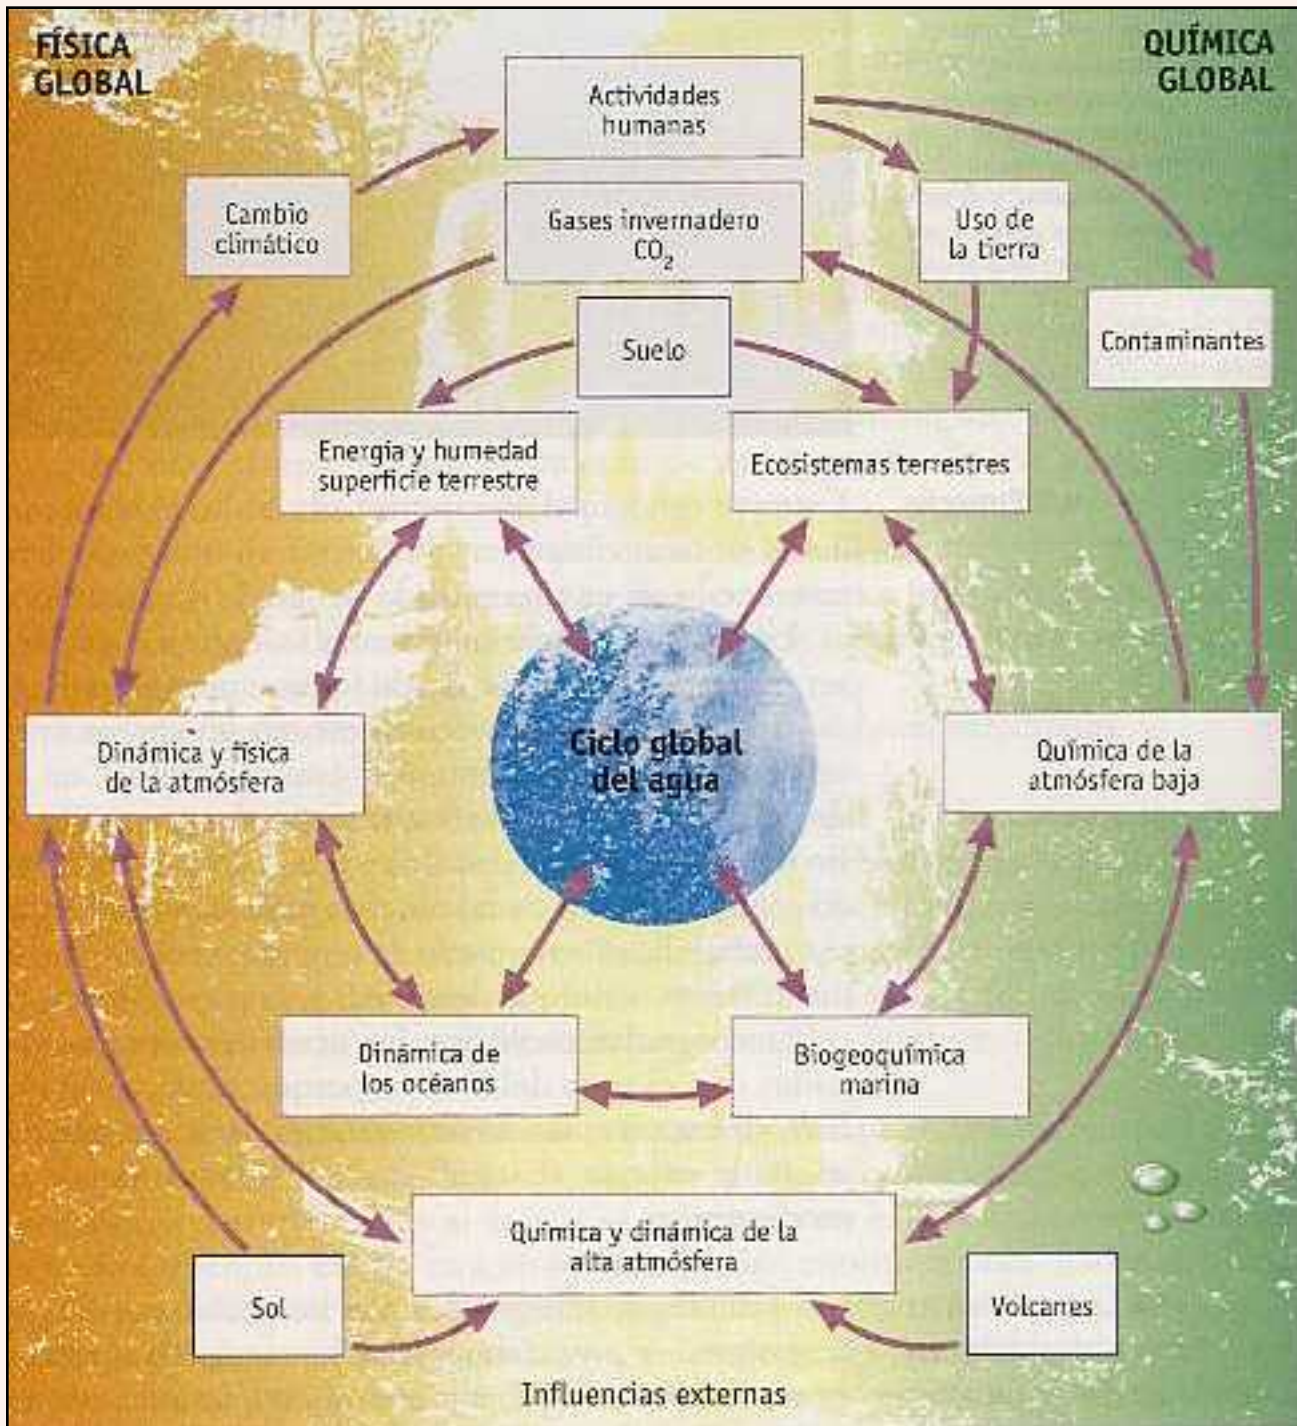 FÍSICA
GLOBAL
QUÍMICA
GLOBAL
Actividades
humanas
Cambio
climático
Gases invernadero
CO₂
Uso de
la tierra
Suelo
Contaminantes
Energía y humedad
superficie terrestre
Ecosistemas terrestres
Dinámica y física
de la atmósfera
Ciclo global
del agua
Química de la
atmósfera baja
Dinámica de
los océanos
Biogeoquímica
marina
Química y dinámica de la
alta atmósfera
Sol
Volcanes
Influencias externas